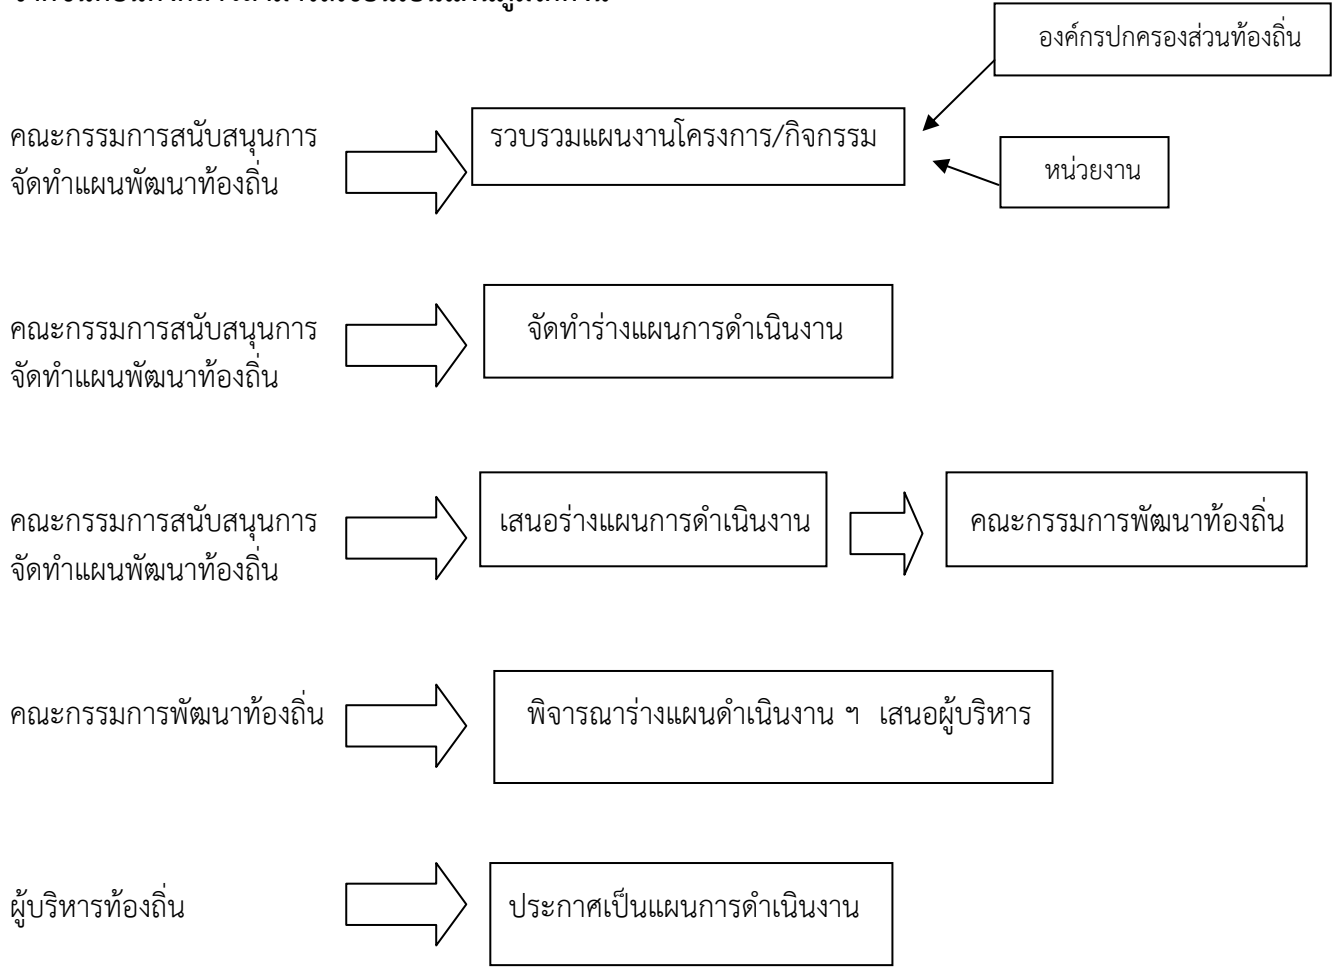 องค์กรปกครองส่วนท้องถิ่น
คณะกรรมการสนับสนุนการ
จัดทำแผนพัฒนาท้องถิ่น
รวบรวมแผนงานโครงการ/กิจกรรม
หน่วยงาน
คณะกรรมการสนับสนุนการ
จัดทำแผนพัฒนาท้องถิ่น
จัดทำร่างแผนการดำเนินงาน
คณะกรรมการสนับสนุนการ
จัดทำแผนพัฒนาท้องถิ่น
เสนอร่างแผนการดำเนินงาน
คณะกรรมการพัฒนาท้องถิ่น
คณะกรรมการพัฒนาท้องถิ่น
พิจารณาร่างแผนดำเนินงาน ฯ เสนอผู้บริหาร
ผู้บริหารท้องถิ่น
ประกาศเป็นแผนการดำเนินงาน